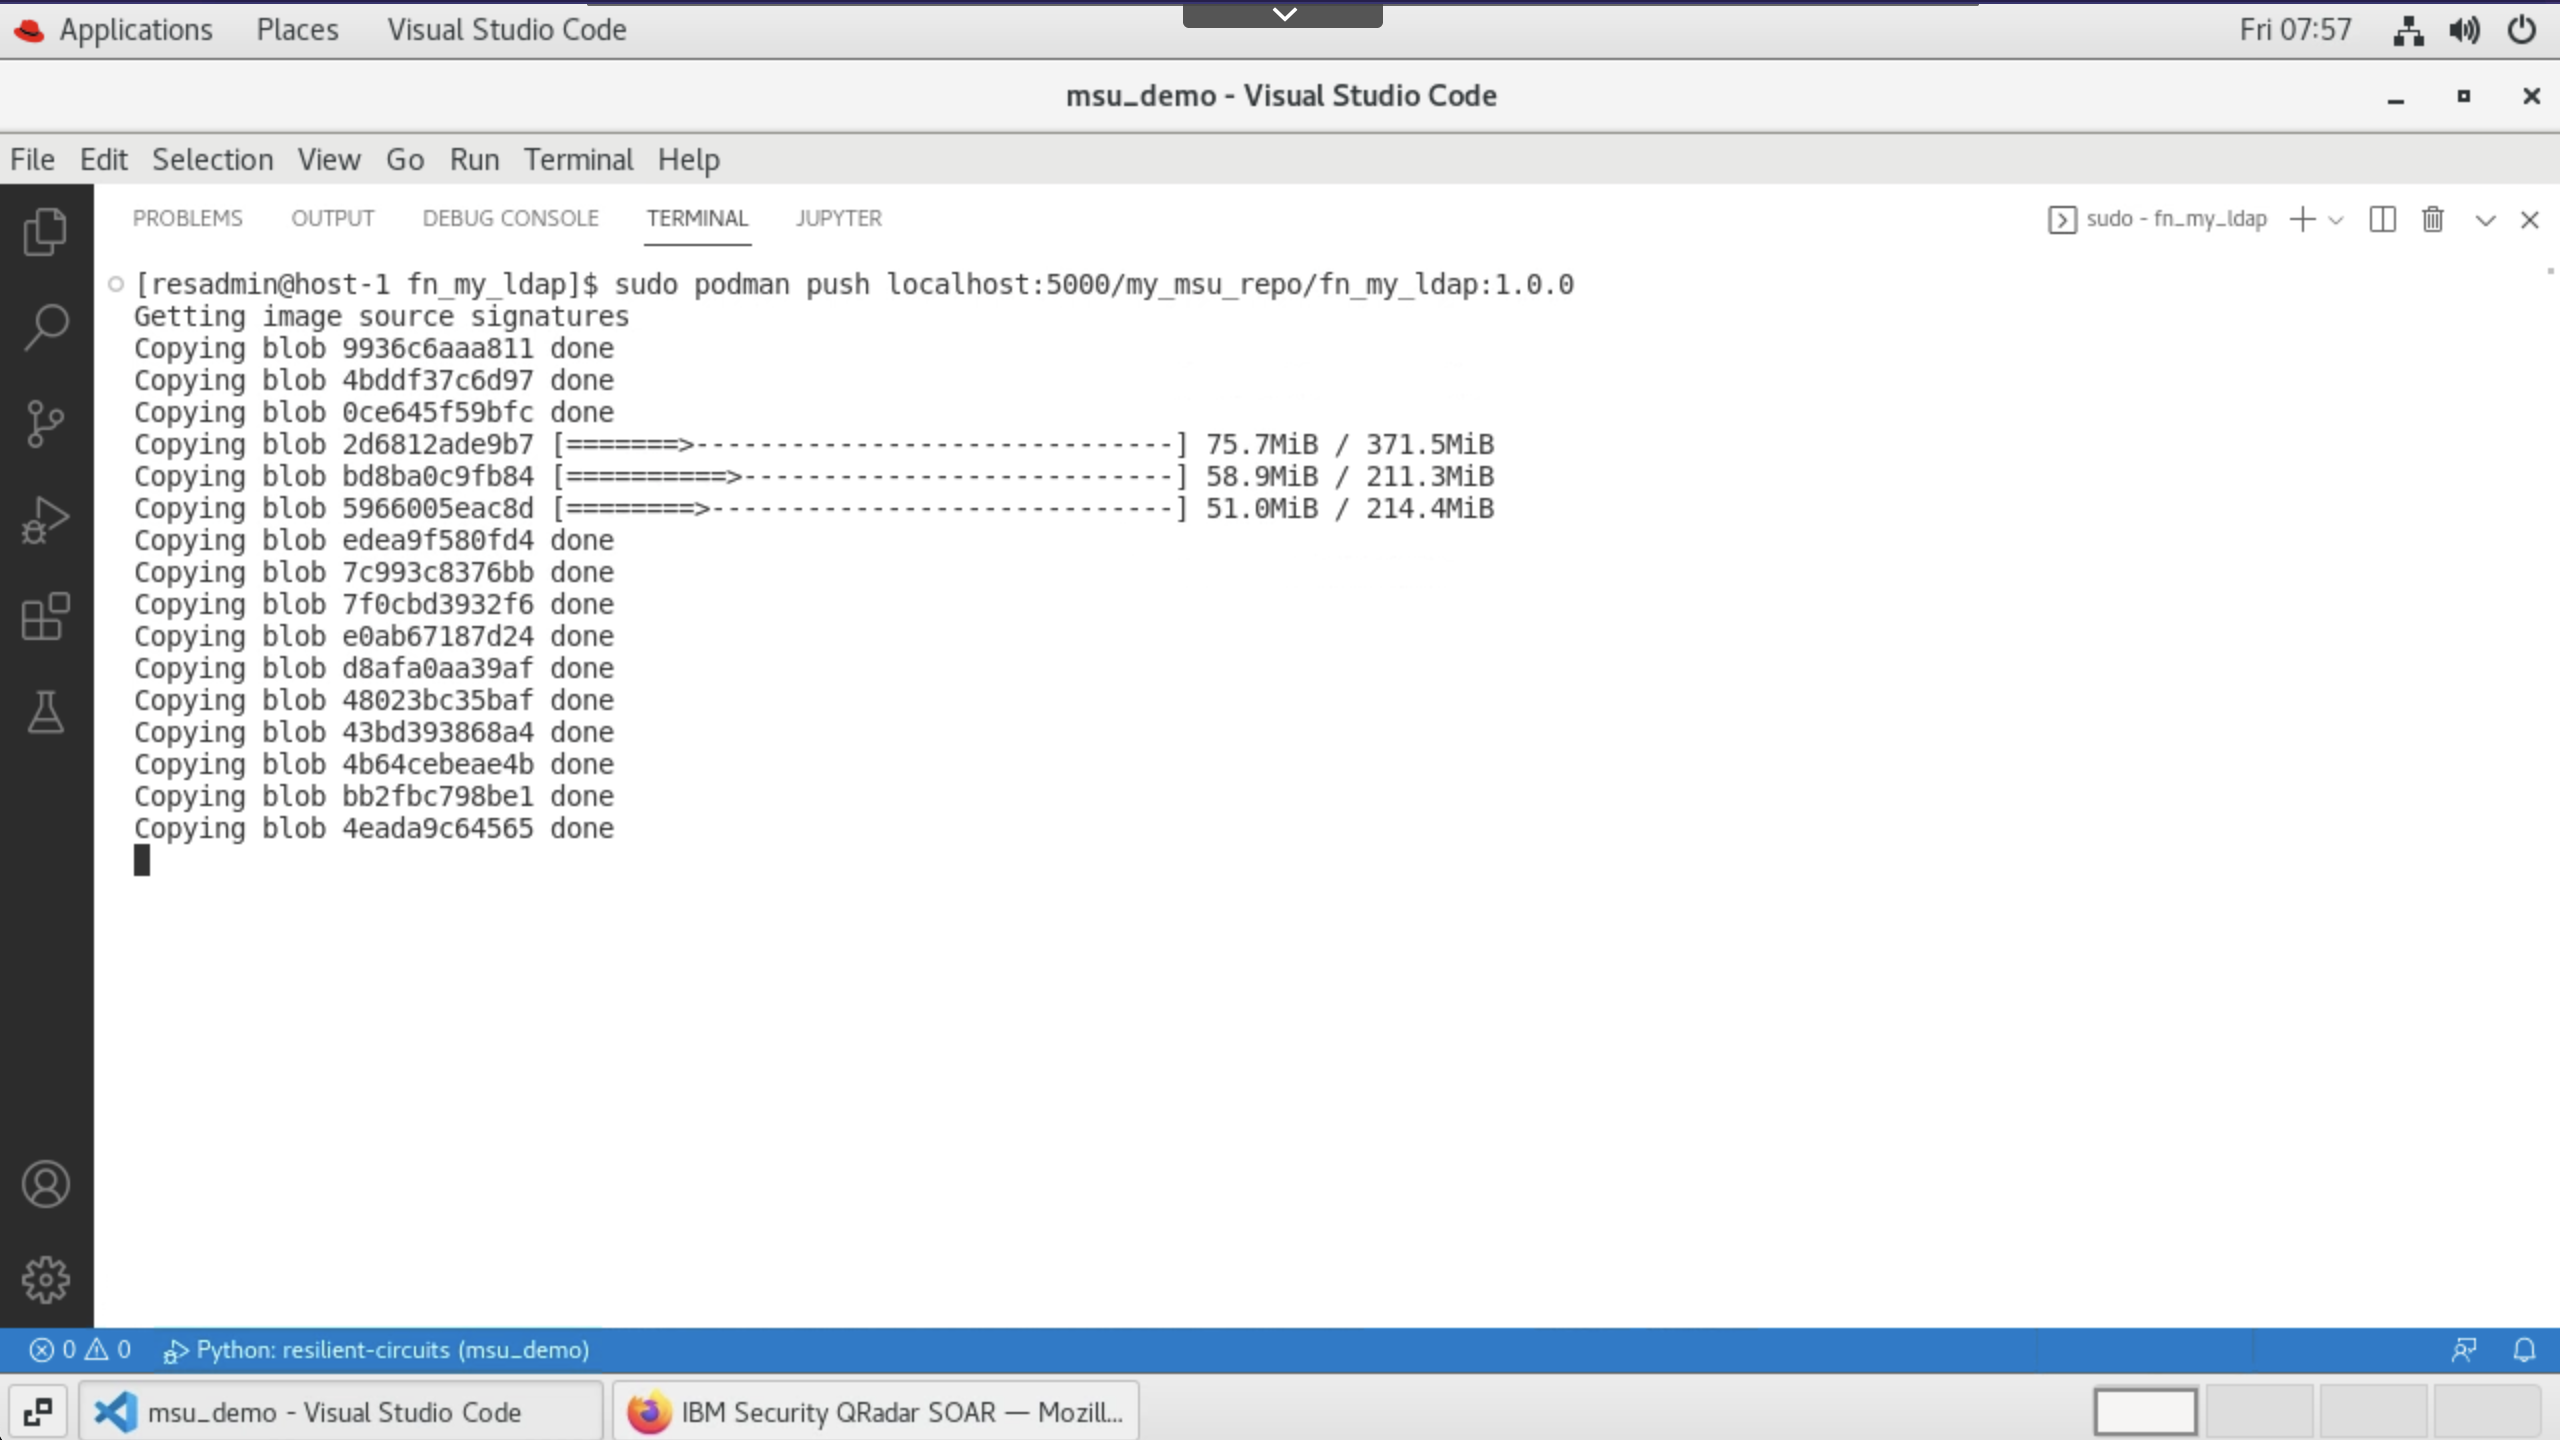 Applications Places Visual Studio Code Fri 07:57
msu_demo - Visual Studio Code
File Edit Selection View Go Run Terminal Help
PROBLEMS OUTPUT DEBUG CONSOLE TERMINAL JUPYTER sudo - fn_my_ldap
[resadmin@host-1 fn_my_ldap]$ sudo podman push localhost:5000/my_msu_repo/fn_my_ldap:1.0.0
Getting image source signatures
Copying blob 9936c6aaa811 done
Copying blob 4bddf37c6d97 done
Copying blob 0ce645f59bfc done
Copying blob 2d6812ade9b7 [=======>------------------------------] 75.7MiB / 371.5MiB
Copying blob bd8ba0c9fb84 [==========>---------------------------] 58.9MiB / 211.3MiB
Copying blob 5966005eac8d [========>-----------------------------] 51.0MiB / 214.4MiB
Copying blob edea9f580fd4 done
Copying blob 7c993c8376bb done
Copying blob 7f0cbd3932f6 done
Copying blob e0ab67187d24 done
Copying blob d8afa0aa39af done
Copying blob 48023bc35baf done
Copying blob 43bd393868a4 done
Copying blob 4b64cebeae4b done
Copying blob bb2fbc798be1 done
Copying blob 4eada9c64565 done
0 0 Python: resilient-circuits (msu_demo)
msu_demo - Visual Studio Code IBM Security QRadar SOAR — Mozill...